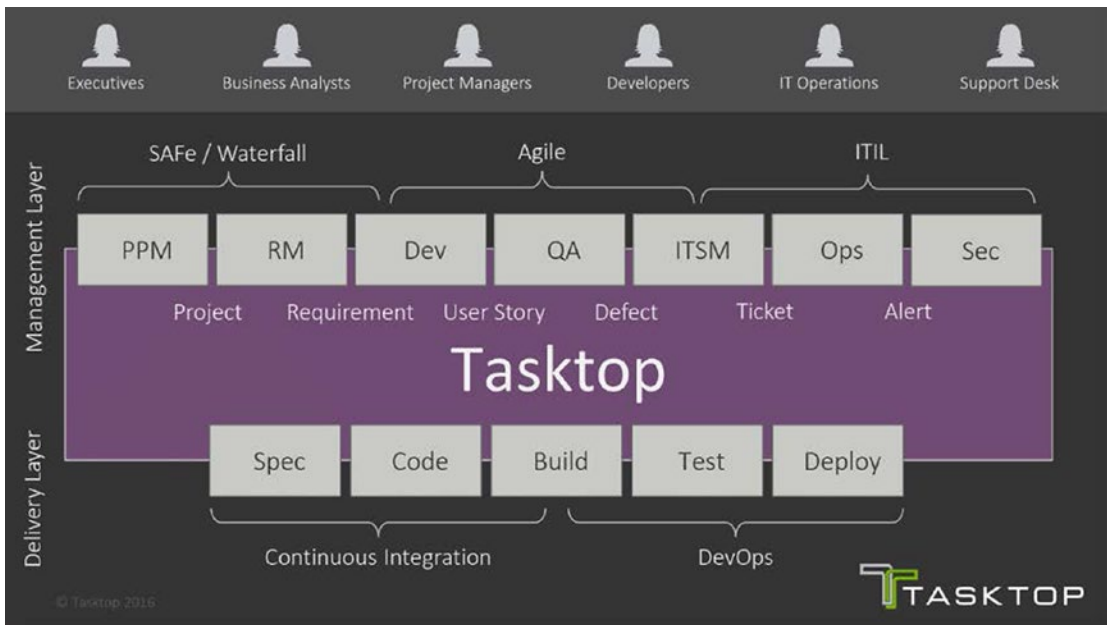 Executives Business Analysts Project Managers Developers IT Operations Support Desk
SAFe / Waterfall Agile ITIL
Management Layer
PPM RM Dev QA ITSM Ops Sec
Project Requirement User Story Defect Ticket Alert
Tasktop
Delivery Layer
Spec Code Build Test Deploy
Continuous Integration DevOps
TASKTOP
© Tasktop 2016